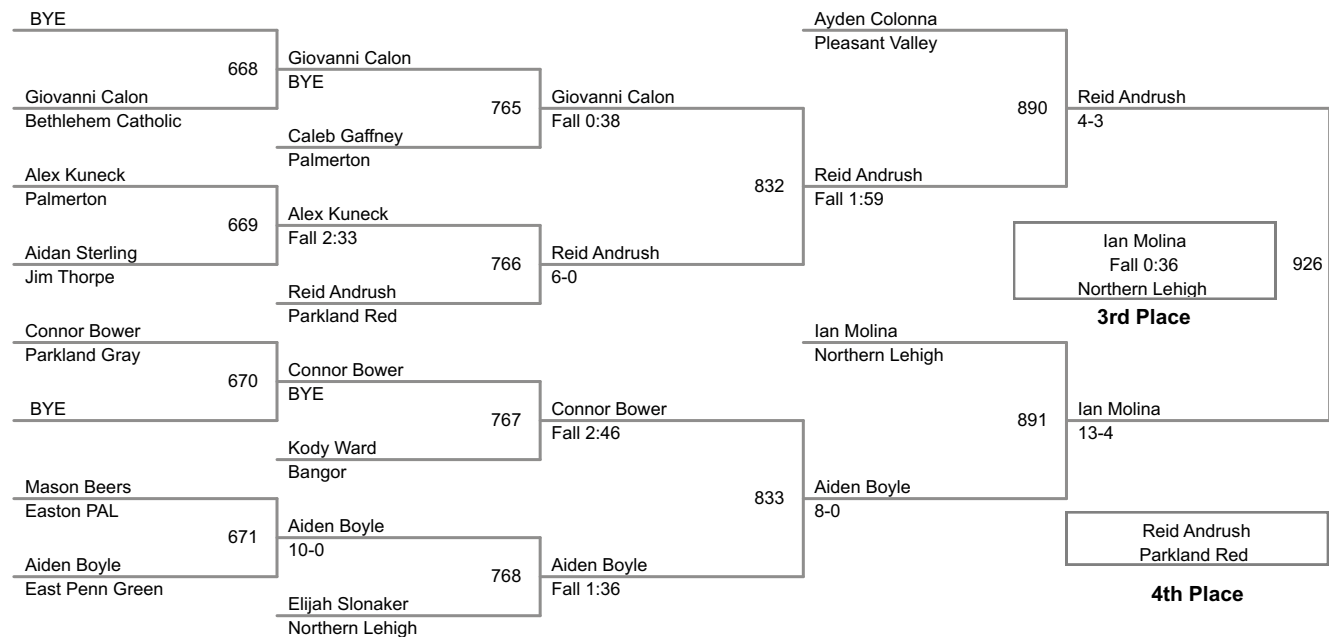 BYE
668
Giovanni Calon
Bethlehem Catholic
Alex Kuneck
Palmerton
669
Aidan Sterling
Jim Thorpe
Connor Bower
Parkland Gray
670
BYE
Mason Beers
Easton PAL
671
Aiden Boyle
East Penn Green
Giovanni Calon
BYE
765
Caleb Gaffney
Palmerton
Alex Kuneck
Fall 2:33
766
Reid Andrush
Parkland Red
Connor Bower
BYE
767
Kody Ward
Bangor
Aiden Boyle
10-0
768
Elijah Slonaker
Northern Lehigh
Giovanni Calon
Fall 0:38
832
Reid Andrush
6-0
Connor Bower
Fall 2:46
833
Aiden Boyle
Fall 1:36
Ayden Colonna
Pleasant Valley
890
Reid Andrush
Fall 1:59
Ian Molina
Northern Lehigh
891
Aiden Boyle
8-0
Reid Andrush
4-3
926
Ian Molina
13-4
Ian Molina
Fall 0:36
Northern Lehigh
3rd Place
Reid Andrush
Parkland Red
4th Place